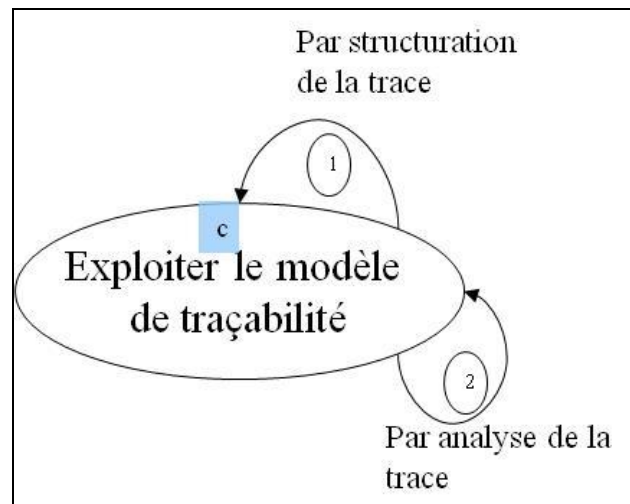 Par structuration
de la trace
1
c
Exploiter le modèle
de traçabilité
2
Par analyse de la
trace